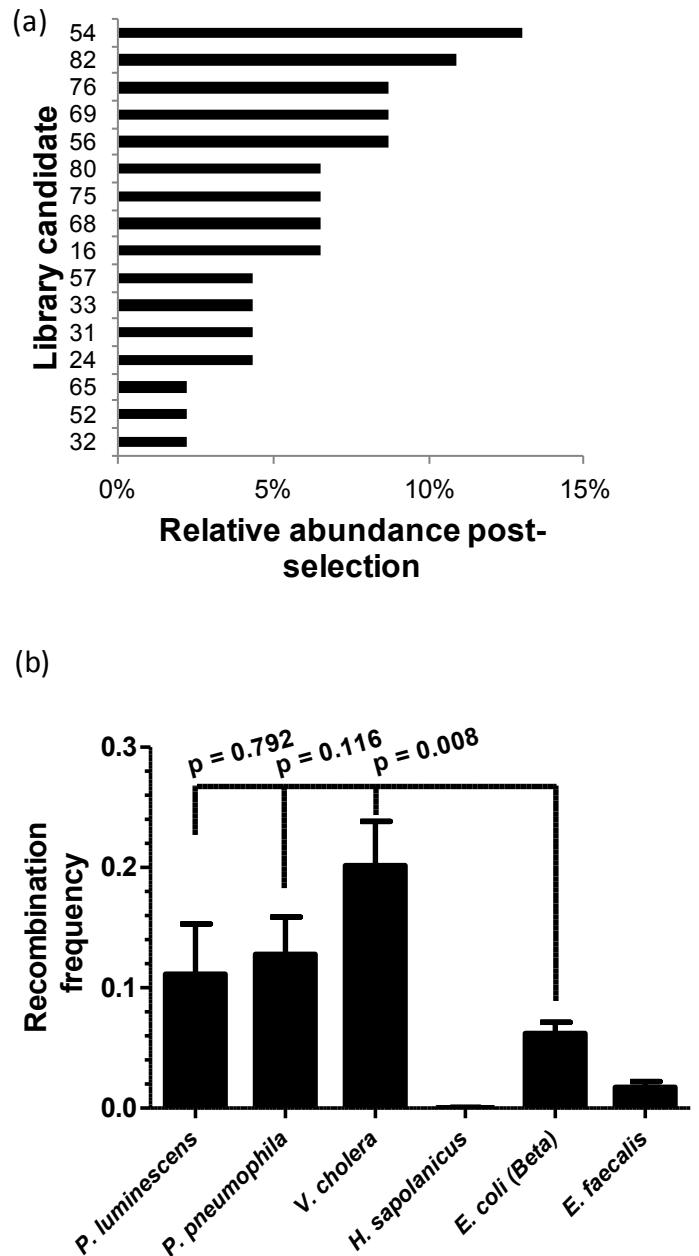 (a)
54
82
76
69
56
80
75
68
16
57
33
31
24
65
52
32
Library candidate
0% 5% 10% 15%
Relative abundance post-
selection
(b)
p = 0.792 p = 0.116 p = 0.008
0.3
0.2
0.1
0.0
Recombination
frequency
P. luminescens
P. pneumophila
V. cholera
H. sapolanicus
E. coli (Beta)
E. faecalis